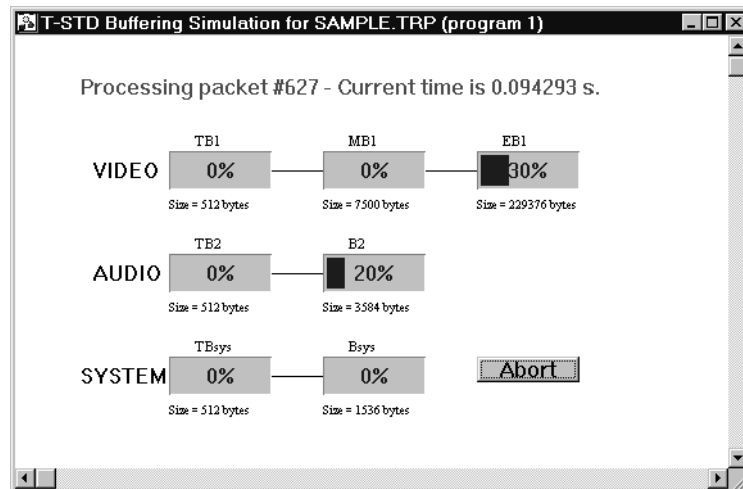 T-STD Buffering Simulation for SAMPLE.TRP (program 1)
Processing packet #627 - Current time is 0.094293 s.
TB1 MB1 EB1
VIDEO 0% 0% 30%
Size = 512 bytes Size = 7500 bytes Size = 229376 bytes
TB2 B2
AUDIO 0% 20%
Size = 512 bytes Size = 3584 bytes
TBsys Bsys
SYSTEM 0% 0% Abort
Size = 512 bytes Size = 1536 bytes